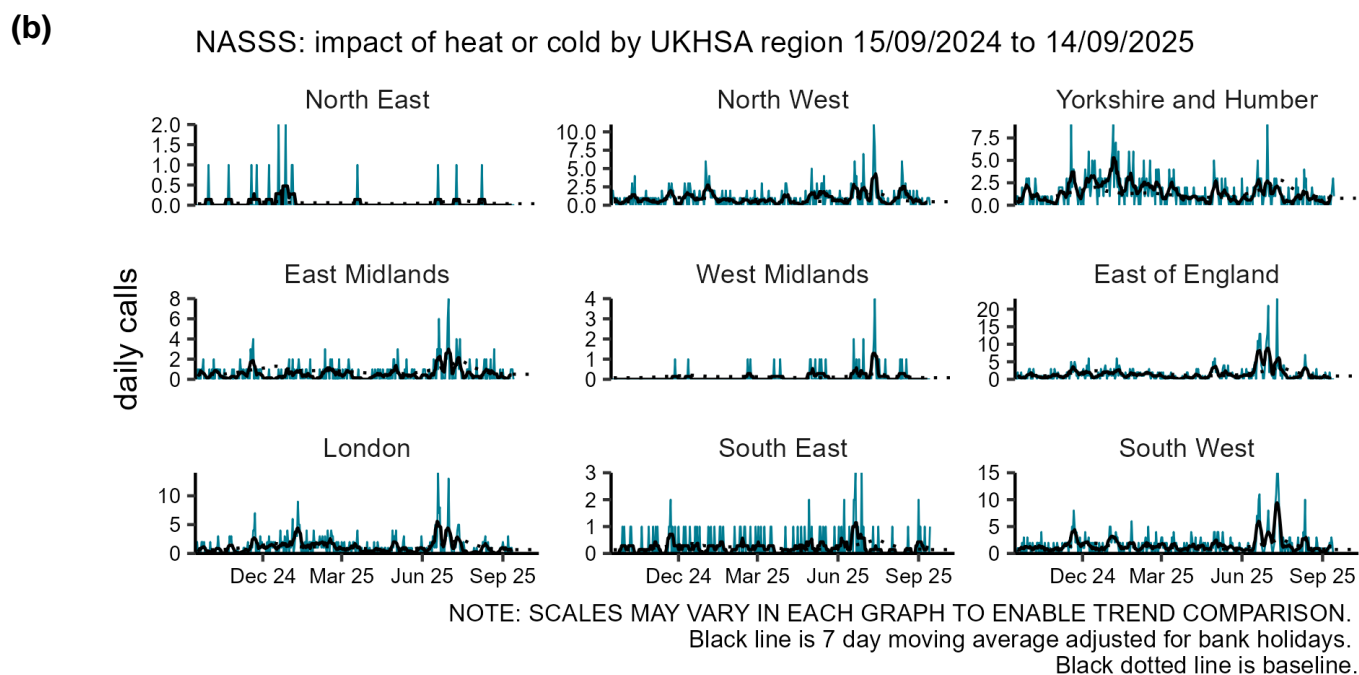 (b)
NASSS: impact of heat or cold by UKHSA region 15/09/2024 to 14/09/2025
North East
2.0
1.5
1.0
0.5
0.0
North West
10.0
7.5
5.0
2.5
0.0
Yorkshire and Humber
7.5
5.0
2.5
0.0
daily calls
East Midlands
8
6
4
2
0
West Midlands
4
3
2
1
0
East of England
20
15
10
5
0
London
10
5
0
Dec 24 Mar 25 Jun 25 Sep 25
South East
3
2
1
0
Dec 24 Mar 25 Jun 25 Sep 25
South West
15
10
5
0
Dec 24 Mar 25 Jun 25 Sep 25
NOTE: SCALES MAY VARY IN EACH GRAPH TO ENABLE TREND COMPARISON.
Black line is 7 day moving average adjusted for bank holidays.
Black dotted line is baseline.